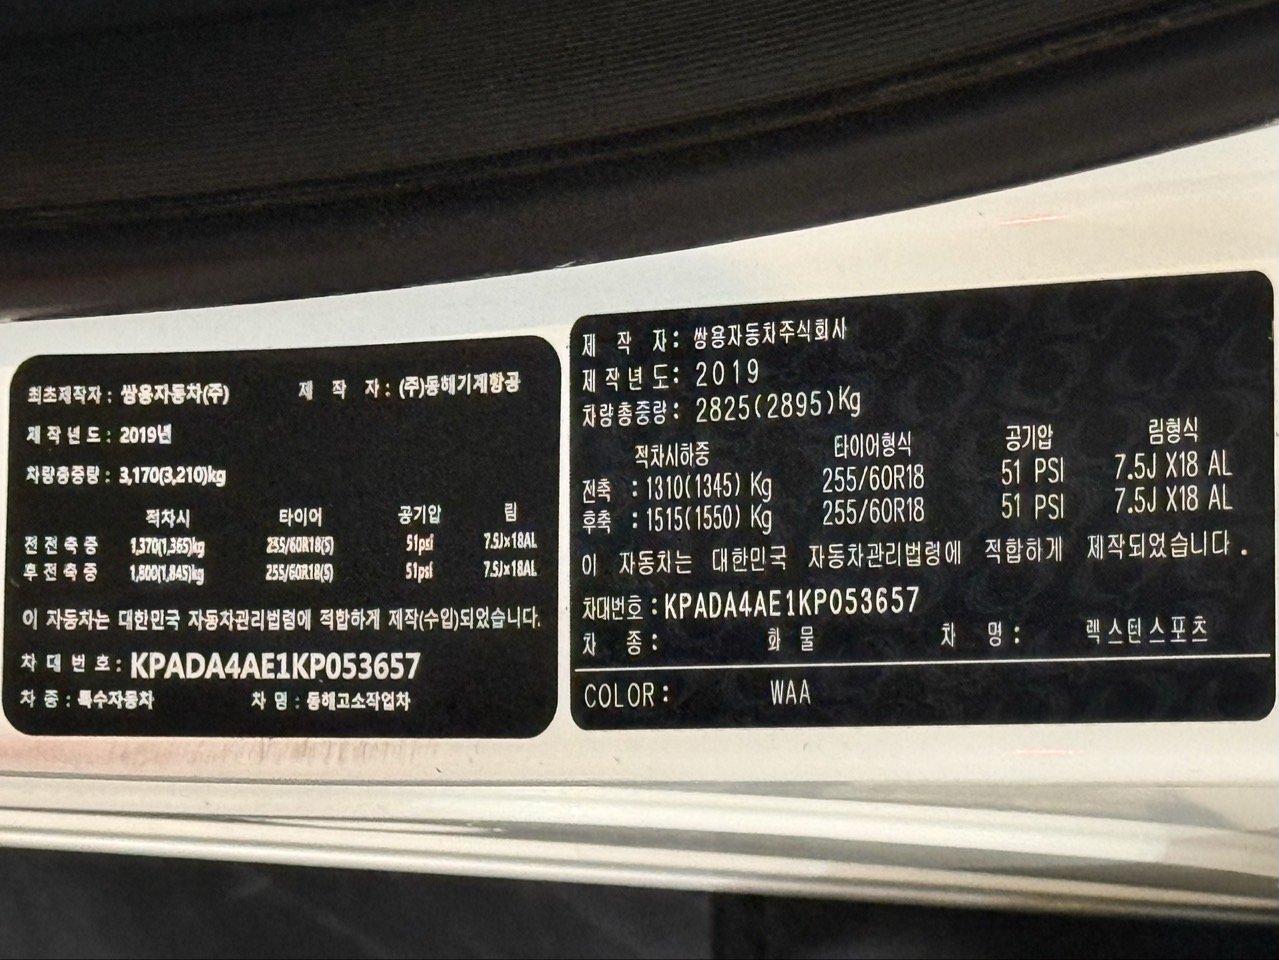 최초제작자 : 쌍용자동차(주) 제 작 자 : (주)동해기계항공
제 작 년 도 : 2019년
차량총중량 : 3,170(3,210)kg
적차시 타이어 공기압 림
전 전 축 중 1,370(1,365)kg 255/60R18(S) 51psi 7.5Jx18AL
후 전 축 중 1,800(1,845)kg 255/60R18(S) 51psi 7.5Jx18AL
이 자동차는 대한민국 자동차관리법령에 적합하게 제작(수입)되었습니다.
차 대 번 호 : KPADA4AE1KP053657
차 종 : 특수자동차 차 명 : 동해고소작업차
제 작 자 : 쌍용자동차주식회사
제 작 년 도 : 2019
차량총중량 : 2825(2895)Kg
적차시하중 타이어형식 공기압 림형식
전축 : 1310(1345) Kg 255/60R18 51 PSI 7.5J X18 AL
후축 : 1515(1550) Kg 255/60R18 51 PSI 7.5J X18 AL
이 자동차는 대한민국 자동차관리법령에 적합하게 제작되었습니다.
차대번호 : KPADA4AE1KP053657
차 종 : 화 물 차 명 : 렉스턴스포츠
COLOR : WAA